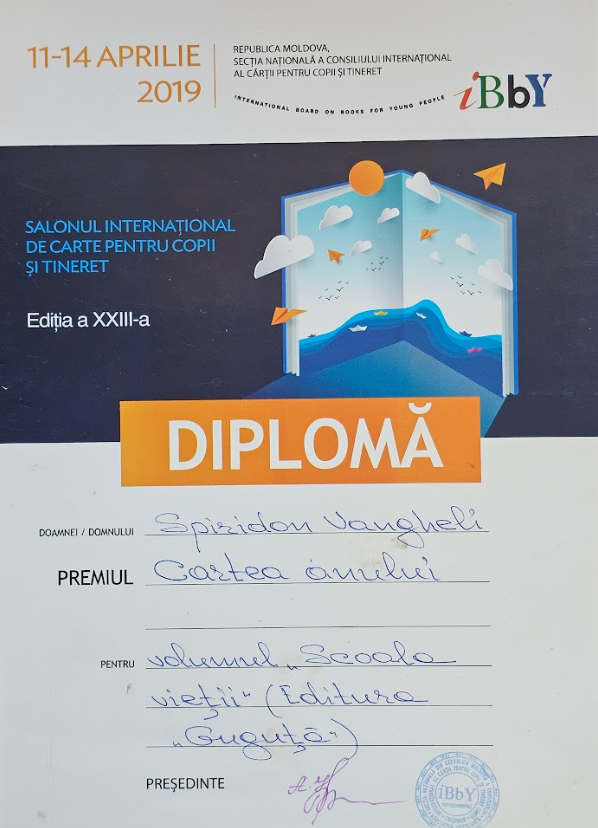 11-14 APRILIE
2019
REPUBLICA MOLDOVA,
SECȚIA NAȚIONALĂ A CONSILIULUI INTERNAȚIONAL
AL CĂRȚII PENTRU COPII ȘI TINERET
INTERNATIONAL BOARD ON BOOKS FOR YOUNG PEOPLE
iBbY
SALONUL INTERNAȚIONAL
DE CARTE PENTRU COPII
ȘI TINERET
Ediția a XXIII-a
DIPLOMĂ
DOAMNEI / DOMNULUI Spiridon Vangheli
PREMIUL Cartea anului
PENTRU volumul „Scoala
vieții" (Editura
„Guguță")
PREȘEDINTE
iBbY